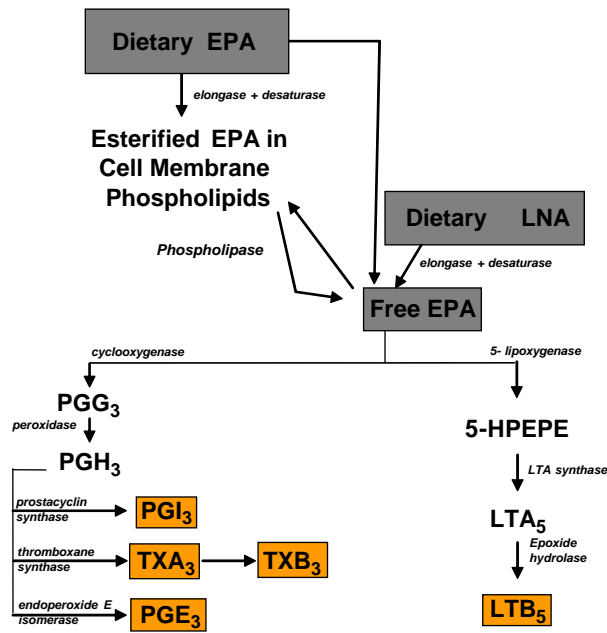 Dietary EPA
elongase + desaturase
Esterified EPA in
Cell Membrane
Phospholipids
Dietary LNA
Phospholipase
elongase + desaturase
Free EPA
cyclooxygenase
5- lipoxygenase
PGG3
peroxidase
5-HPEPE
PGH3
LTA synthase
prostacyclin
synthase
PGI3
LTA5
Epoxide
hydrolase
thromboxane
synthase
TXA3
TXB3
endoperoxide E
isomerase
PGE3
LTB5